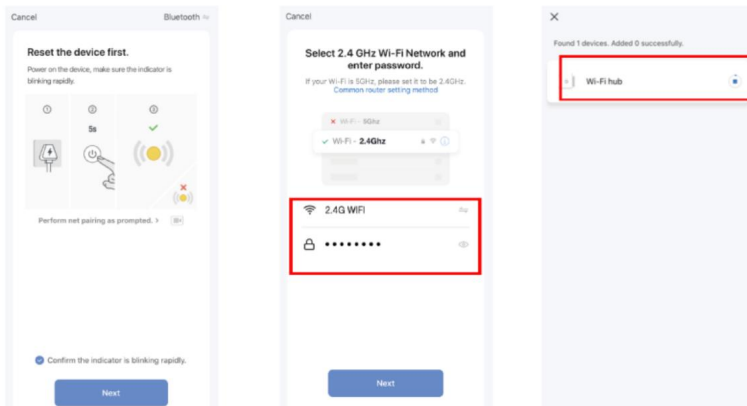 Cancel
Bluetooth
Reset the device first.
Power on the device, make sure the indicator is
blinking rapidly.
1
2
3
5s
Perform net pairing as prompted. >
Confirm the indicator is blinking rapidly.
Next
Cancel
Select 2.4 GHz Wi-Fi Network and
enter password.
If your Wi-Fi is 5GHz, please set it to be 2.4GHz.
Common router setting method
Wi-Fi - 5Ghz
Wi-Fi - 2.4Ghz
2.4G WIFI
••••••••
Next
Found 1 devices. Added 0 successfully.
Wi-Fi hub